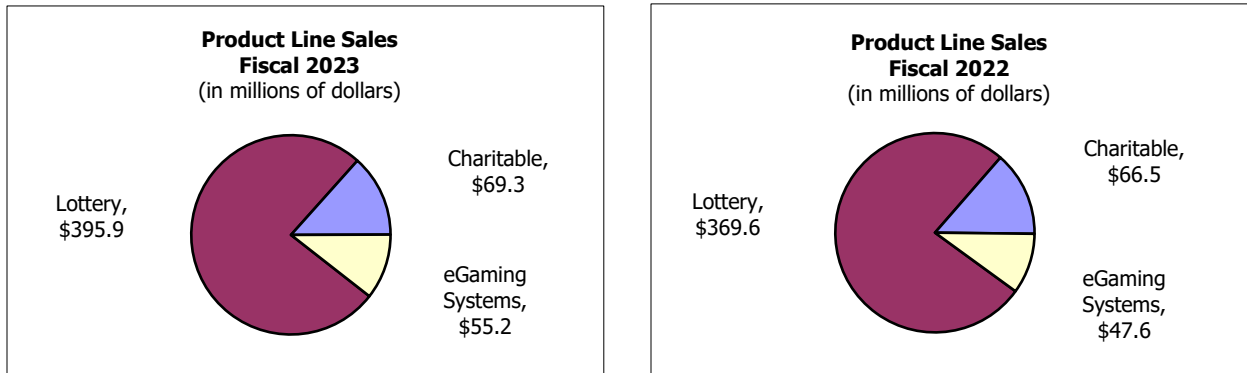 Product Line Sales
Fiscal 2023
(in millions of dollars)
Lottery,
$395.9
Charitable,
$69.3
eGaming
Systems,
$55.2
Product Line Sales
Fiscal 2022
(in millions of dollars)
Lottery,
$369.6
Charitable,
$66.5
eGaming
Systems,
$47.6